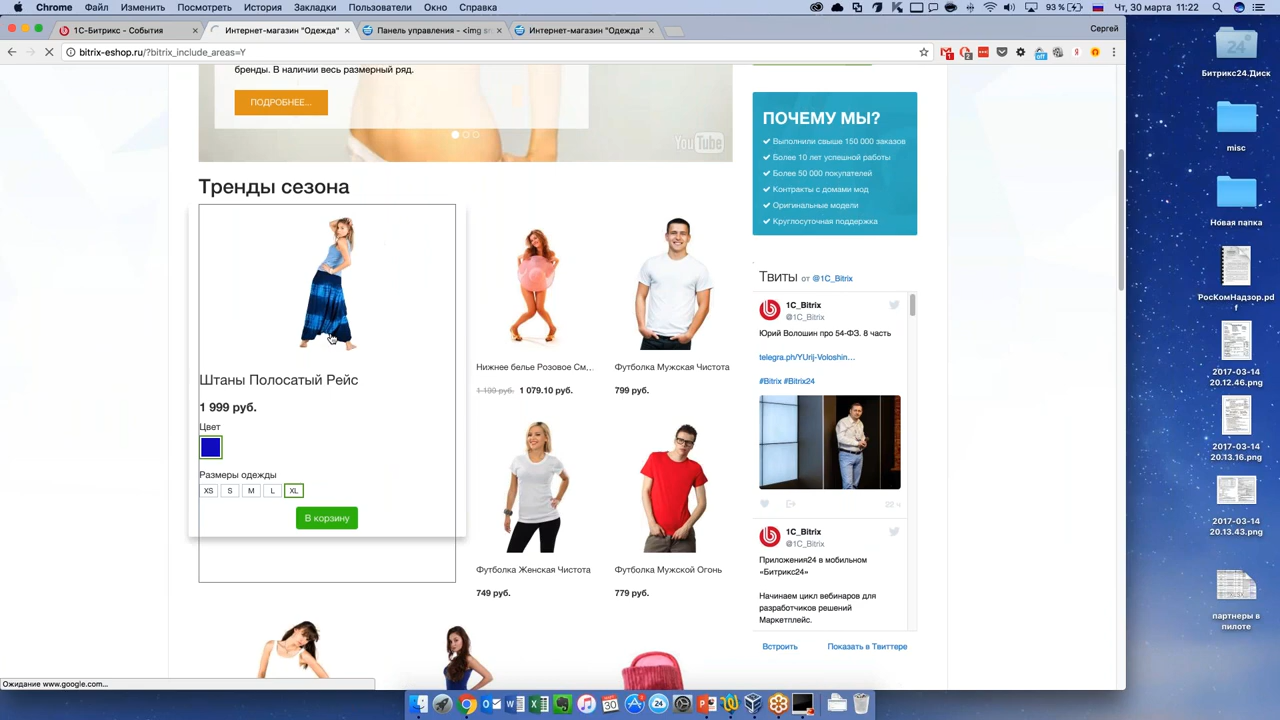 Chrome Файл Править Посмотреть История Закладки Пользователи Окно Справка
93 % 30 марта 11:22
1С-Битрикс - События
Интернет-магазин "Одежда"
Панель управления - <img s
Интернет-магазин "Одежда"
Сергей
bitrix-eshop.ru/?bitrix_include_areas=Y
бренды. В наличии весь размерный ряд.
ПОДРОБНЕЕ...
YouTube
Тренды сезона
Штаны Полосатый Рейс
1 999 руб.
Цвет
Размеры одежды
XS S M L XL
В корзину
Нижнее белье Розовое См...
1 199 руб. 1 079.10 руб.
Футболка Мужская Чистота
799 руб.
Футболка Женская Чистота
749 руб.
Футболка Мужской Огонь
779 руб.
ПОЧЕМУ МЫ?
Выполнили свыше 150 000 заказов
Более 10 лет успешной работы
Более 50 000 покупателей
Контракты с домами мод
Оригинальные модели
Круглосуточная поддержка
Твиты от @1C_Bitrix
1C_Bitrix
@1C_Bitrix
Юрий Волошин про 54-ФЗ. 8 часть
telegra.ph/YUrij-Voloshin…
#Bitrix #Bitrix24
22 ч
1C_Bitrix
@1C_Bitrix
Приложения24 в мобильном
«Битрикс24»
Начинаем цикл вебинаров для
разработчиков решений
Маркетплейс.
Встроить Показать в Твиттере
Ожидание www.google.com...
24
Битрикс24.Диск
misc
Новая папка
РосКомНадзор.pd
f
2017-03-14
20.12.46.png
2017-03-14
20.13.16.png
2017-03-14
20.13.43.png
партнеры в
пилоте